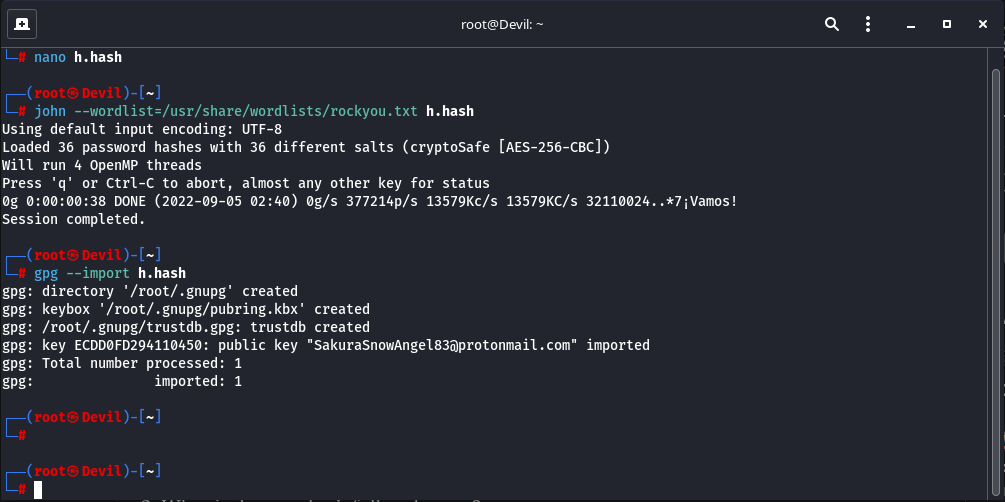 root@Devil: ~
└─# nano h.hash
┌──(root㉿Devil)-[~]
└─# john --wordlist=/usr/share/wordlists/rockyou.txt h.hash
Using default input encoding: UTF-8
Loaded 36 password hashes with 36 different salts (cryptoSafe [AES-256-CBC])
Will run 4 OpenMP threads
Press 'q' or Ctrl-C to abort, almost any other key for status
0g 0:00:00:38 DONE (2022-09-05 02:40) 0g/s 377214p/s 13579Kc/s 13579KC/s 32110024..*7¡Vamos!
Session completed.
┌──(root㉿Devil)-[~]
└─# gpg --import h.hash
gpg: directory '/root/.gnupg' created
gpg: keybox '/root/.gnupg/pubring.kbx' created
gpg: /root/.gnupg/trustdb.gpg: trustdb created
gpg: key ECDD0FD294110450: public key "SakuraSnowAngel83@protonmail.com" imported
gpg: Total number processed: 1
gpg:               imported: 1
┌──(root㉿Devil)-[~]
└─#
┌──(root㉿Devil)-[~]
└─#